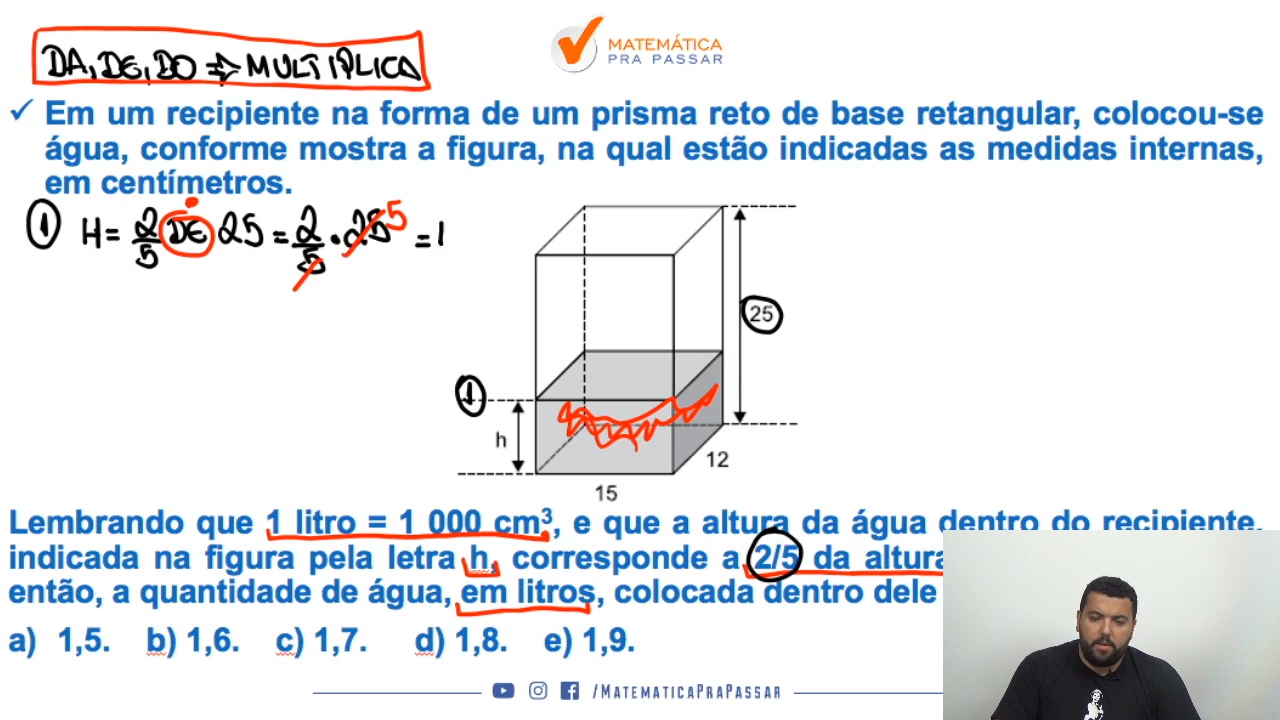 DA, DE, DO ⇒ MULTIPLICA
MATEMÁTICA
PRA PASSAR
✓ Em um recipiente na forma de um prisma reto de base retangular, colocou-se
água, conforme mostra a figura, na qual estão indicadas as medidas internas,
em centímetros.
① H = 2/5 DE 25 = 2/5 . 25 5 = 1
25
1
h
12
15
Lembrando que 1 litro = 1 000 cm³, e que a altura da água dentro do recipiente,
indicada na figura pela letra h, corresponde a 2/5 da altura
então, a quantidade de água, em litros, colocada dentro dele
a) 1,5. b) 1,6. c) 1,7. d) 1,8. e) 1,9.
/MATEMATICAPRAPASSAR